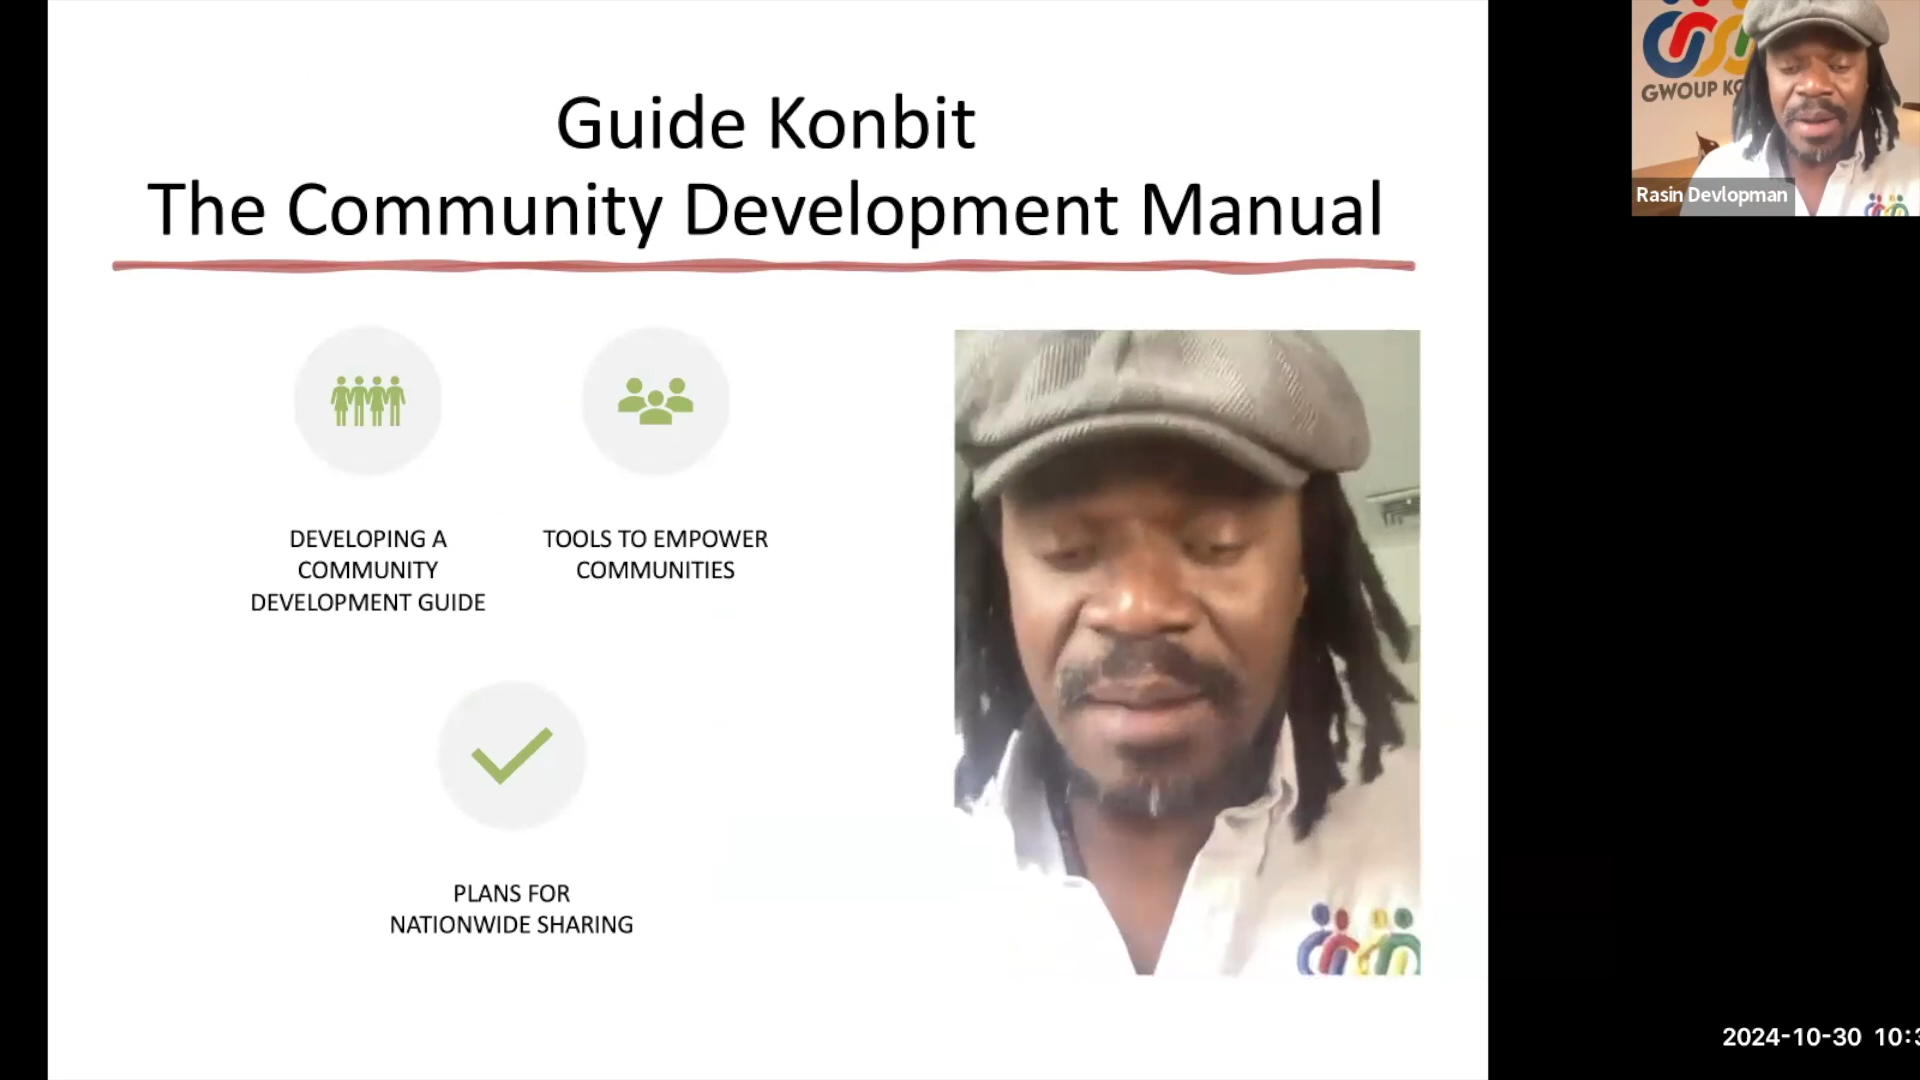 Guide Konbit
The Community Development Manual
DEVELOPING A
COMMUNITY
DEVELOPMENT GUIDE
TOOLS TO EMPOWER
COMMUNITIES
PLANS FOR
NATIONWIDE SHARING
GWOUP
Rasin Devlopman
2024-10-30